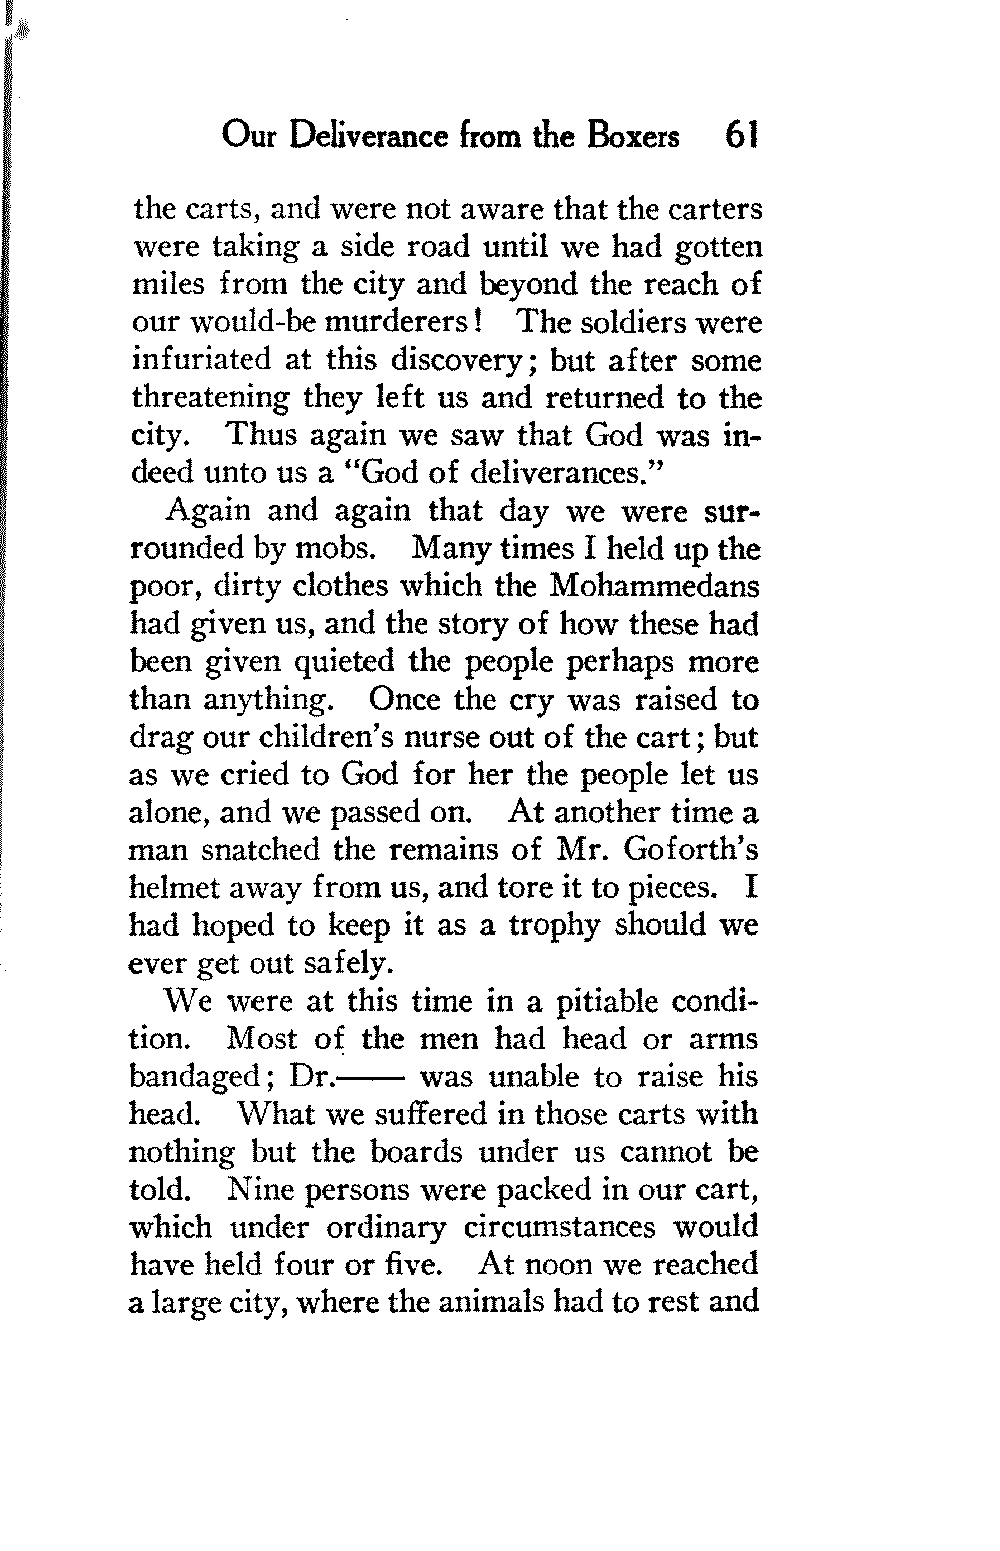 Our Deliverance from the Boxers 61
the carts, and were not aware that the carters
were taking a side road until we had gotten
miles from the city and beyond the reach of
our would-be murderers! The soldiers were
infuriated at this discovery; but after some
threatening they left us and returned to the
city. Thus again we saw that God was in-
deed unto us a “God of deliverances.”
Again and again that day we were sur-
rounded by mobs. Many times I held up the
poor, dirty clothes which the Mohammedans
had given us, and the story of how these had
been given quieted the people perhaps more
than anything. Once the cry was raised to
drag our children's nurse out of the cart; but
as we cried to God for her the people let us
alone, and we passed on. At another time a
man snatched the remains of Mr. Goforth's
helmet away from us, and tore it to pieces. I
had hoped to keep it as a trophy should we
ever get out safely.
We were at this time in a pitiable condi-
tion. Most of the men had head or arms
bandaged; Dr.—— was unable to raise his
head. What we suffered in those carts with
nothing but the boards under us cannot be
told. Nine persons were packed in our cart,
which under ordinary circumstances would
have held four or five. At noon we reached
a large city, where the animals had to rest and